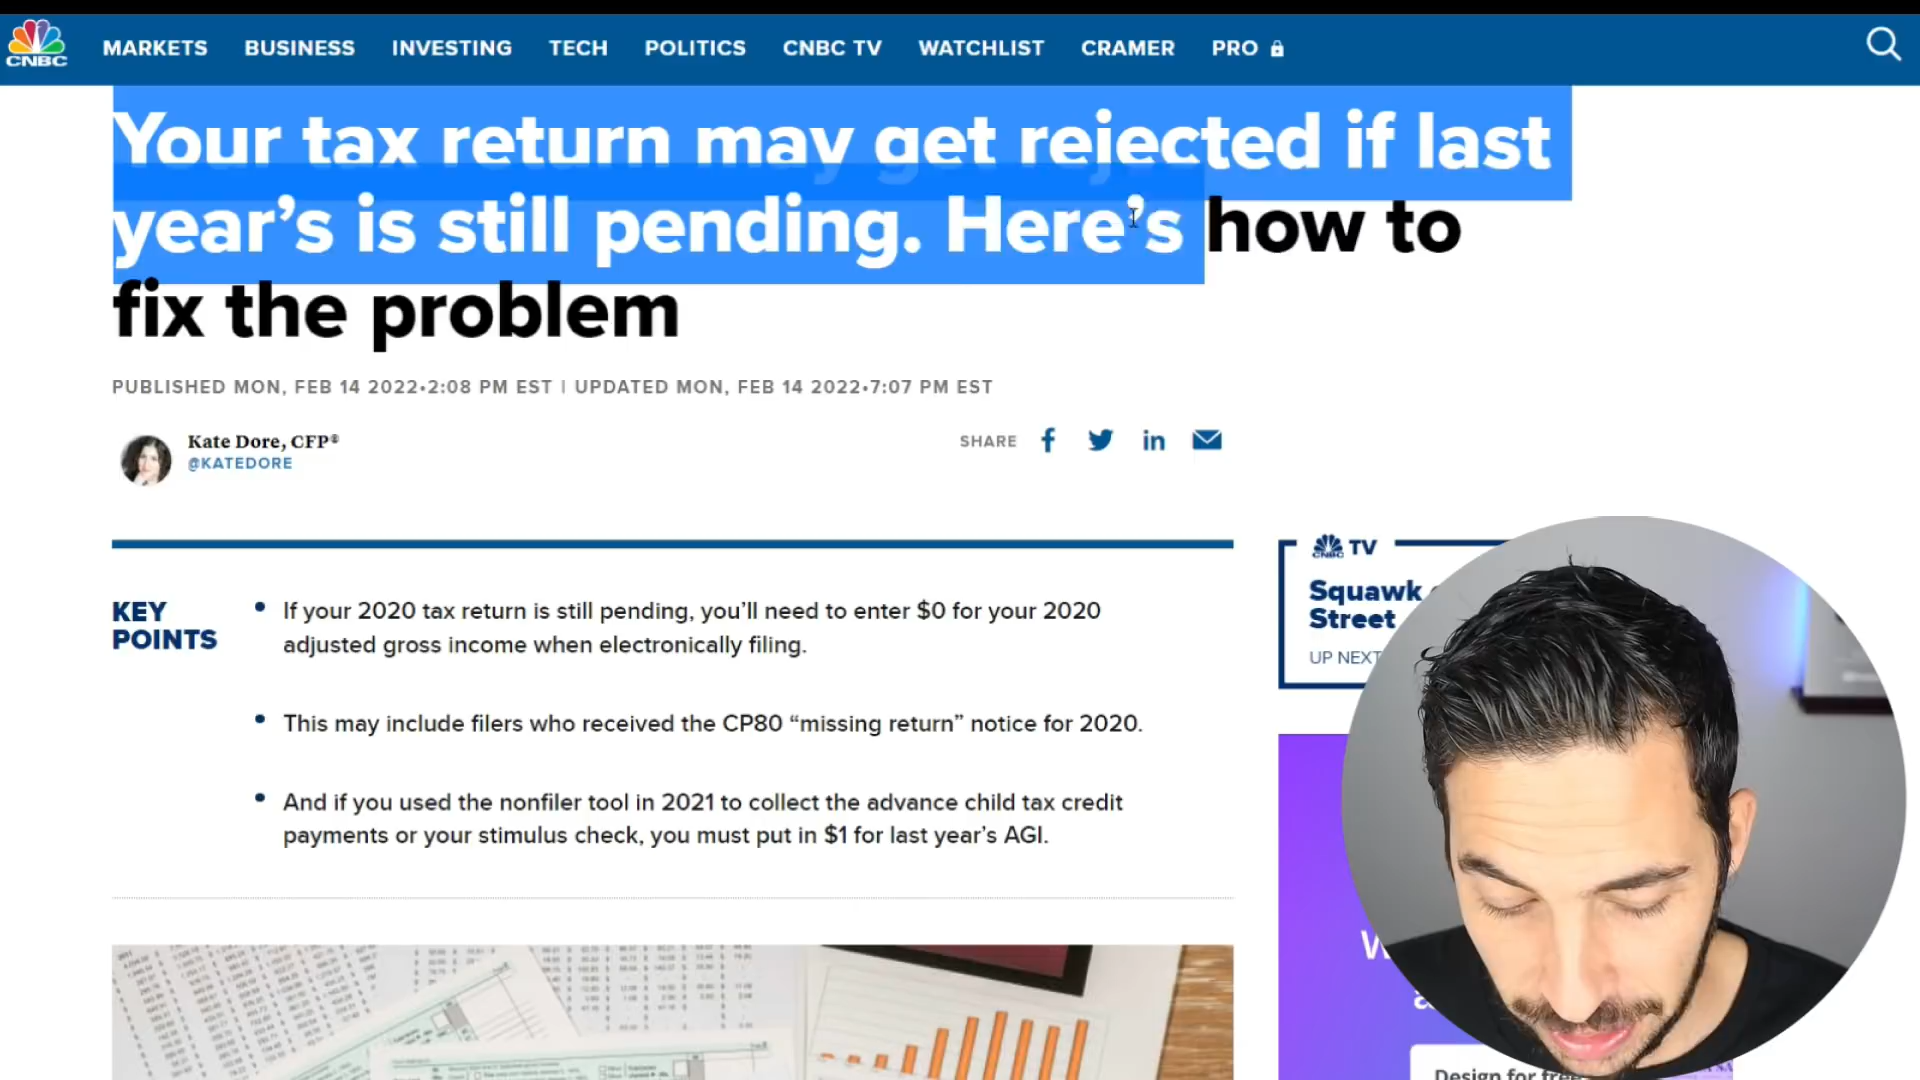 CNBC
MARKETS BUSINESS INVESTING TECH POLITICS CNBC TV WATCHLIST CRAMER PRO
Your tax return may get rejected if last
year’s is still pending. Here’s how to
fix the problem
PUBLISHED MON, FEB 14 2022•2:08 PM EST | UPDATED MON, FEB 14 2022•7:07 PM EST
Kate Dore, CFP®
@KATEDORE
SHARE
KEY
POINTS
• If your 2020 tax return is still pending, you’ll need to enter $0 for your 2020
adjusted gross income when electronically filing.
• This may include filers who received the CP80 “missing return” notice for 2020.
• And if you used the nonfiler tool in 2021 to collect the advance child tax credit
payments or your stimulus check, you must put in $1 for last year’s AGI.
CNBC TV
Squawk
Street
UP NEXT
Design for free